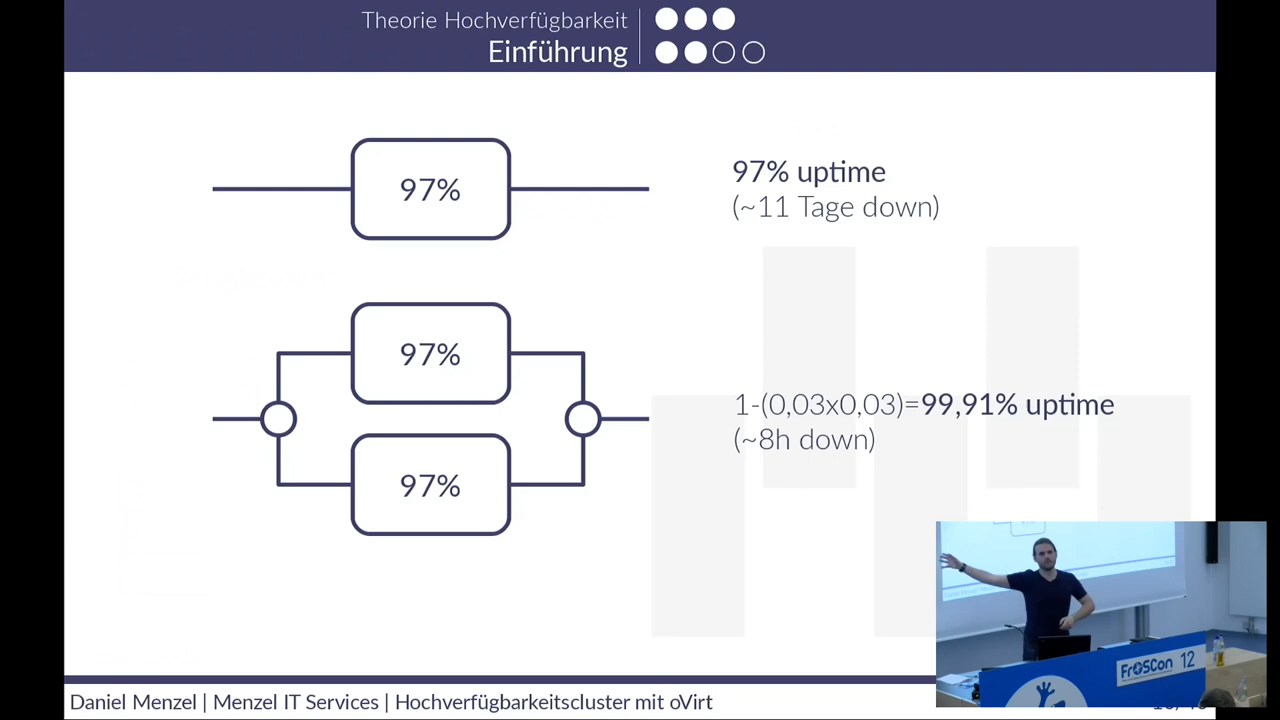 Theorie Hochverfügbarkeit
Einführung
97%
97% uptime
(~11 Tage down)
97%
97%
1-(0,03x0,03)=99,91% uptime
(~8h down)
FrOSCon 12
Daniel Menzel | Menzel IT Services | Hochverfügbarkeitscluster mit oVirt